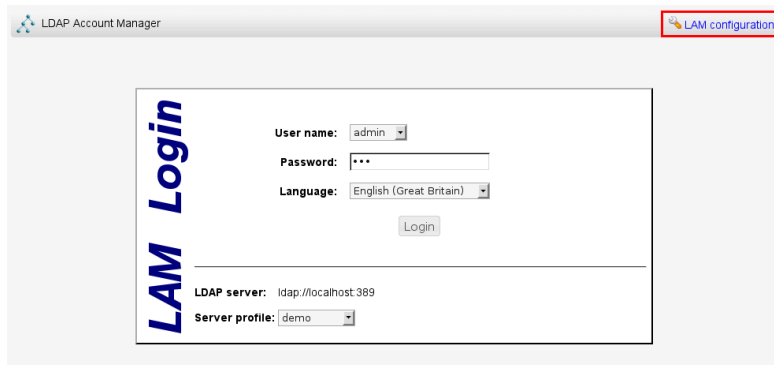 LDAP Account Manager
LAM configuration
LAM Login
User name: admin
Password: •••
Language: English (Great Britain)
Login
LDAP server: ldap://localhost:389
Server profile: demo